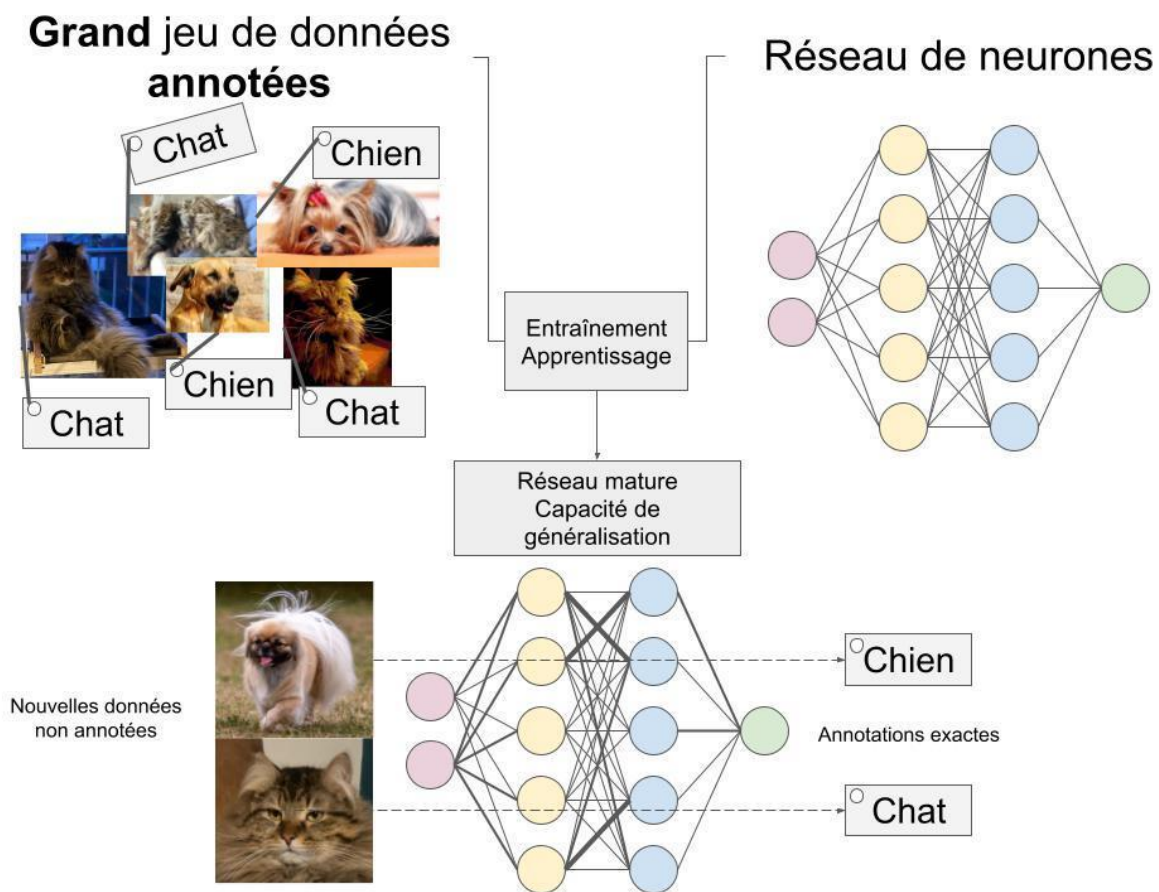 Grand jeu de données
annotées
Réseau de neurones
Chat
Chien
Chien
Chat
Chat
Entraînement
Apprentissage
Réseau mature
Capacité de
généralisation
Nouvelles données
non annotées
Chien
Annotations exactes
Chat